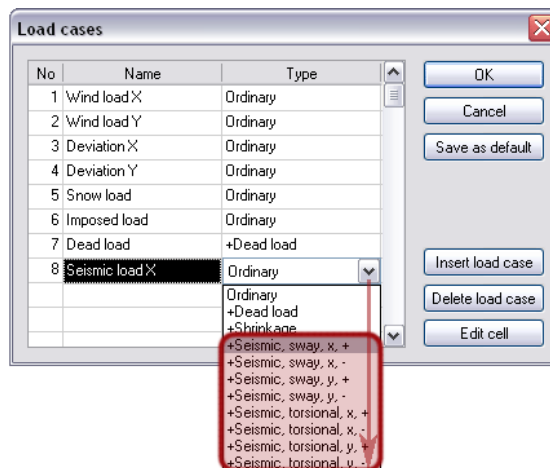 Load cases
No Name Type
1 Wind load X Ordinary
2 Wind load Y Ordinary
3 Deviation X Ordinary
4 Deviation Y Ordinary
5 Snow load Ordinary
6 Imposed load Ordinary
7 Dead load +Dead load
8 Seismic load X Ordinary
Ordinary
+Dead load
+Shrinkage
+Seismic, sway, x, +
+Seismic, sway, x, -
+Seismic, sway, y, +
+Seismic, sway, y, -
+Seismic, torsional, x, +
+Seismic, torsional, x, -
+Seismic, torsional, y, +
+Seismic, torsional, y, -
OK
Cancel
Save as default
Insert load case
Delete load case
Edit cell